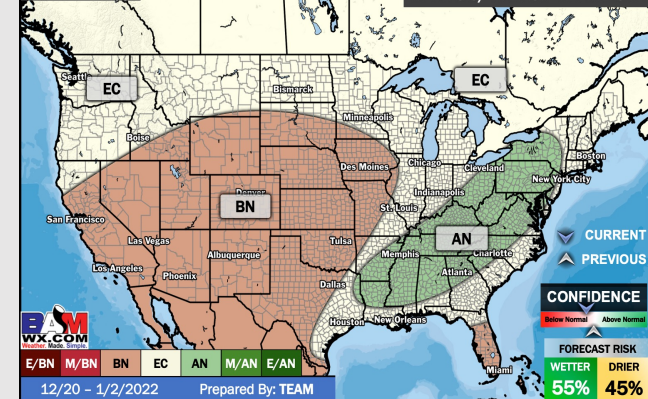 Seattl
EC
EC
Bismarck
Minneapolis
Boise
Boston
Chicago
Cleveland
Des Moines
New York City
Indianapolis
Denver
BN
St. Louis
San Francisco
AN
CURRENT
Las Vegas
Tulsa
Memphis
Charlotte
Albuquerque
PREVIOUS
Los Angeles
Phoenix
Atlanta
Dallas
CONFIDENCE
Below Normal
Above Normal
BAM
WX.COM
Weather. Made. Simple.
Houston
New Orleans
FORECAST RISK
E/BN M/BN BN EC AN M/AN E/AN
Miami
WETTER
DRIER
12/20 – 1/2/2022 Prepared By: TEAM
55%
45%